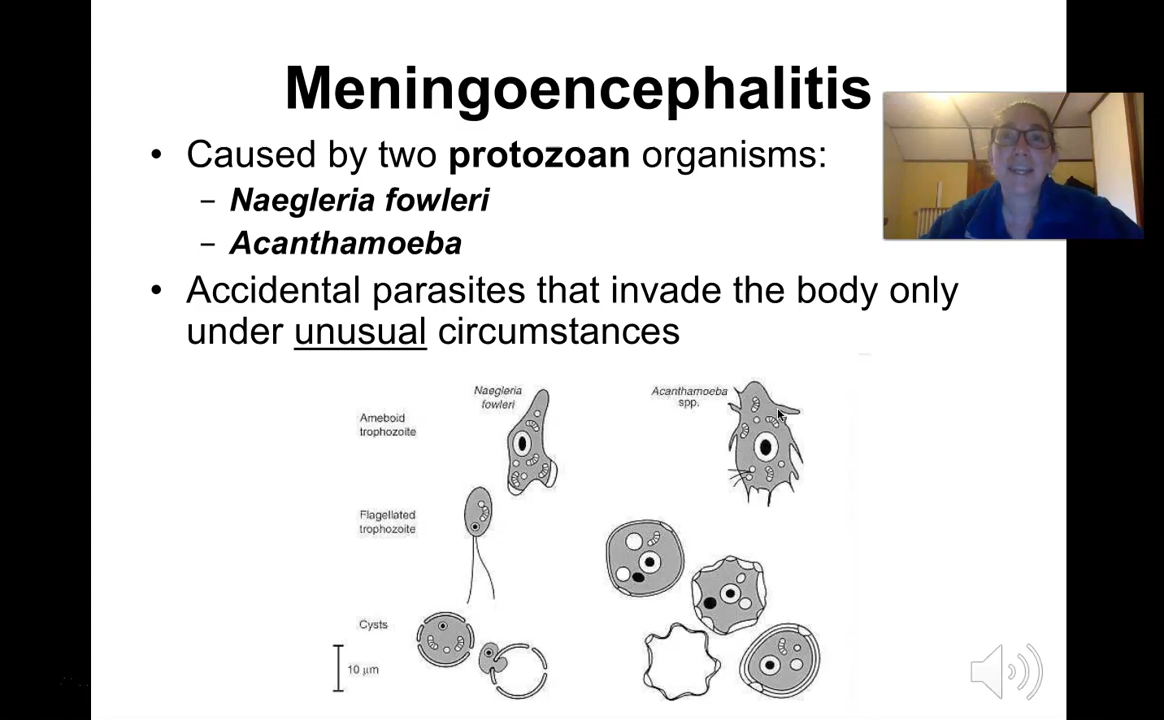 Meningoencephalitis
• Caused by two protozoan organisms:
– Naegleria fowleri
– Acanthamoeba
• Accidental parasites that invade the body only
under unusual circumstances
Naegleria
fowleri
Acanthamoeba
spp.
Ameboid
trophozoite
Flagellated
trophozoite
Cysts
10 μm